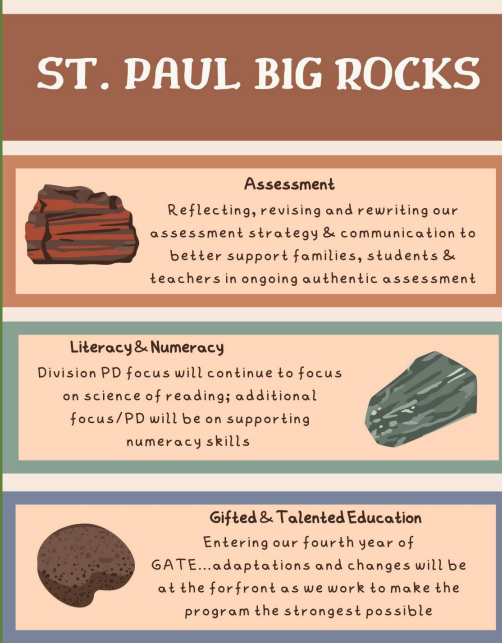 ST. PAUL BIG ROCKS
Assessment
Reflecting, revising and rewriting our
assessment strategy & communication to
better support families, students &
teachers in ongoing authentic assessment
Literacy & Numeracy
Division PD focus will continue to focus
on science of reading; additional
focus/PD will be on supporting
numeracy skills
Gifted & Talented Education
Entering our fourth year of
GATE...adaptations and changes will be
at the forfront as we work to make the
program the strongest possible